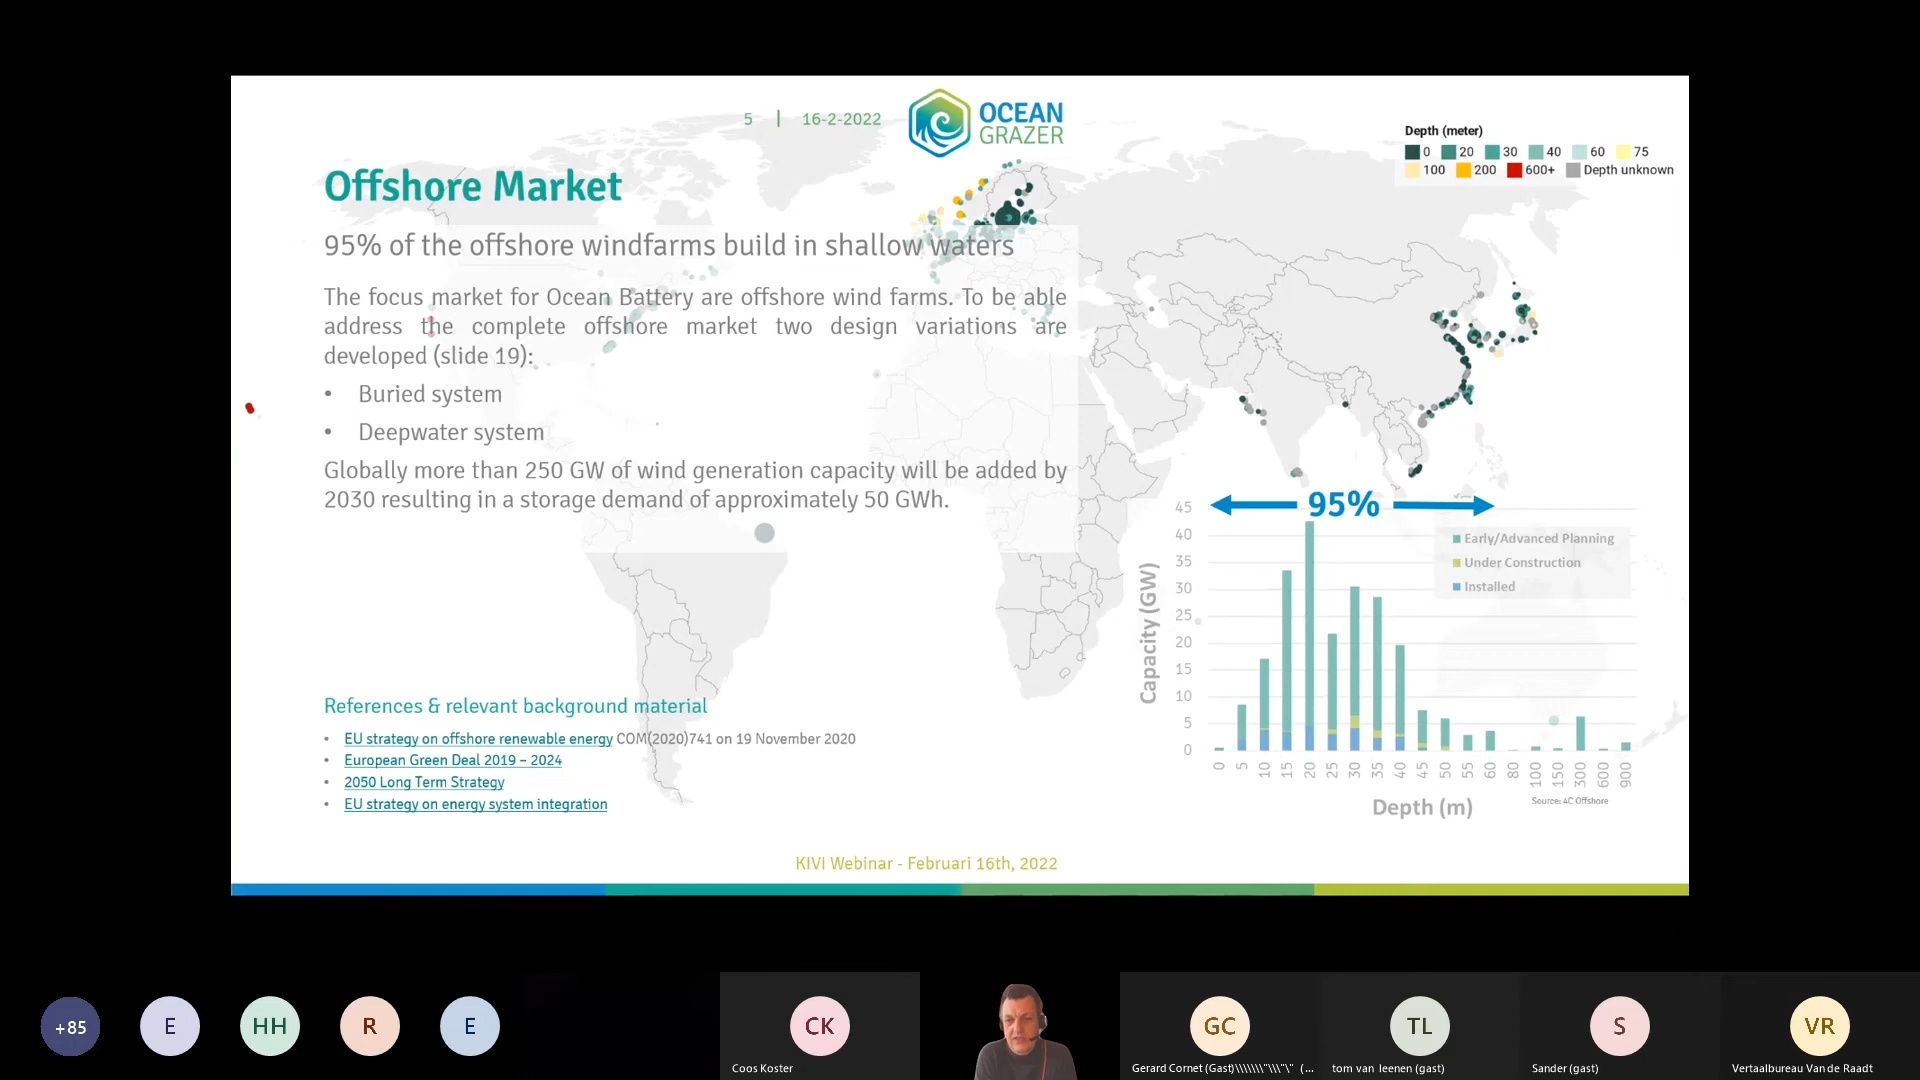 5 | 16-2-2022
OCEAN
GRAZER
Depth (meter)
0 20 30 40 60 75
100 200 600+ Depth unknown
Offshore Market
95% of the offshore windfarms build in shallow waters
The focus market for Ocean Battery are offshore wind farms. To be able
address the complete offshore market two design variations are
developed (slide 19):
• Buried system
• Deepwater system
Globally more than 250 GW of wind generation capacity will be added by
2030 resulting in a storage demand of approximately 50 GWh.
95%
45
40
35
30
25
20
15
10
5
0
Capacity (GW)
Early/Advanced Planning
Under Construction
Installed
0 5 10 15 20 25 30 35 40 45 50 55 60 80 100 150 300 600 900
Depth (m)
Source: 4C Offshore
References & relevant background material
• EU strategy on offshore renewable energy COM(2020)741 on 19 November 2020
• European Green Deal 2019 – 2024
• 2050 Long Term Strategy
• EU strategy on energy system integration
KIVI Webinar - Februari 16th, 2022
+85 E HH R E CK GC TL S VR
Coos Koster
Gerard Cornet (Gast)\\\\\\\"\\\"\" (...
tom van leenen (gast)
Sander (gast)
Vertaalbureau Van de Raadt